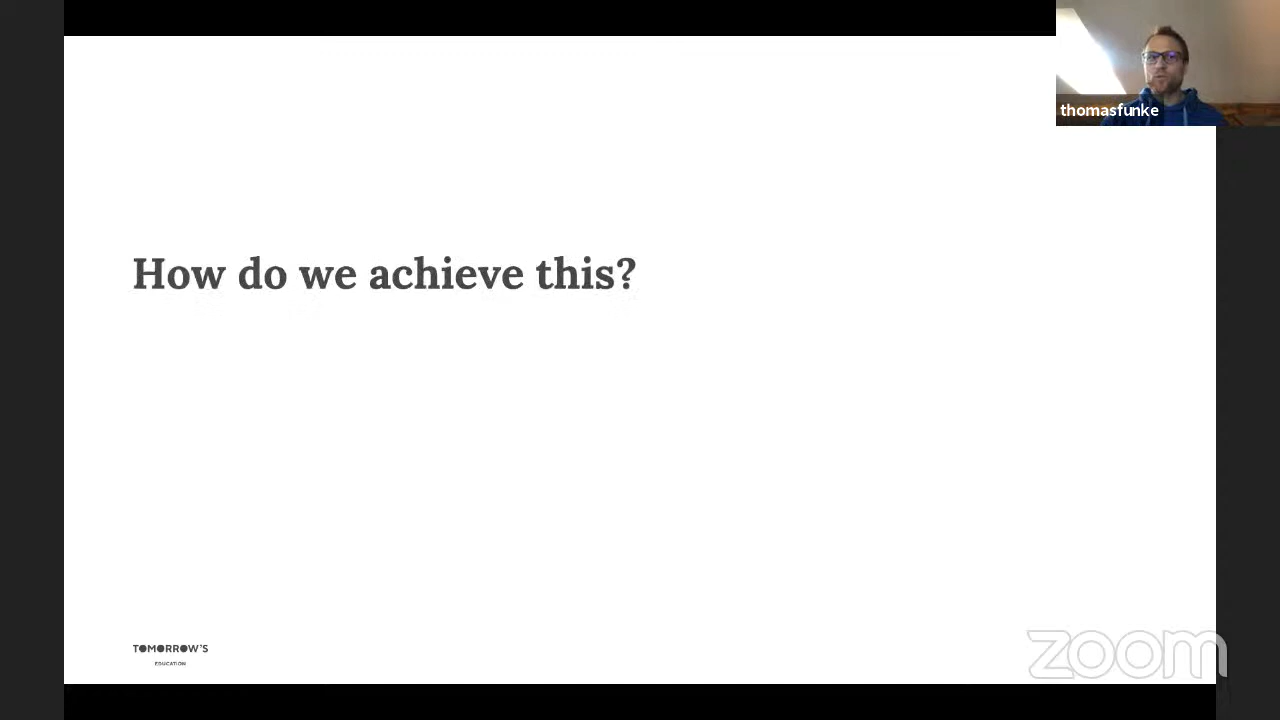 thomasfunke
How do we achieve this?
TOMORROW'S
EDUCATION
zoom